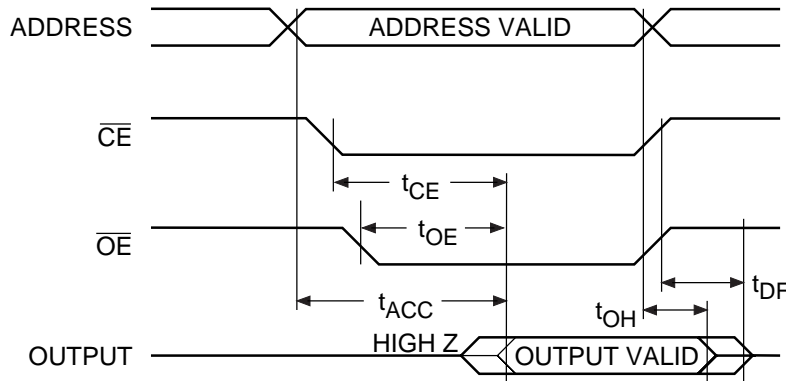 ADDRESS ADDRESS VALID
CE
tCE
OE tOE
tDF
tACC tOH
HIGH Z
OUTPUT OUTPUT VALID